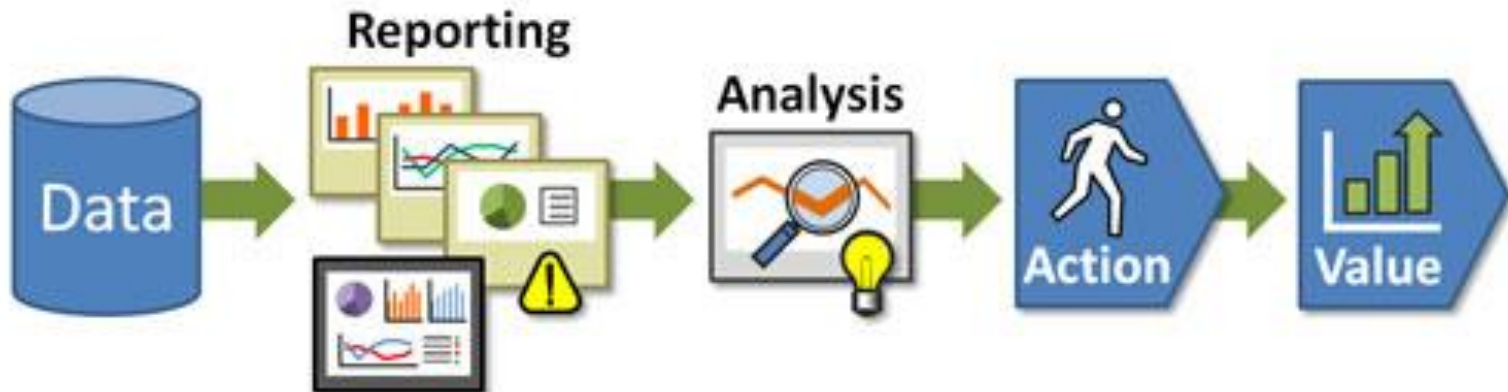 Reporting
Analysis
Data
Action
Value